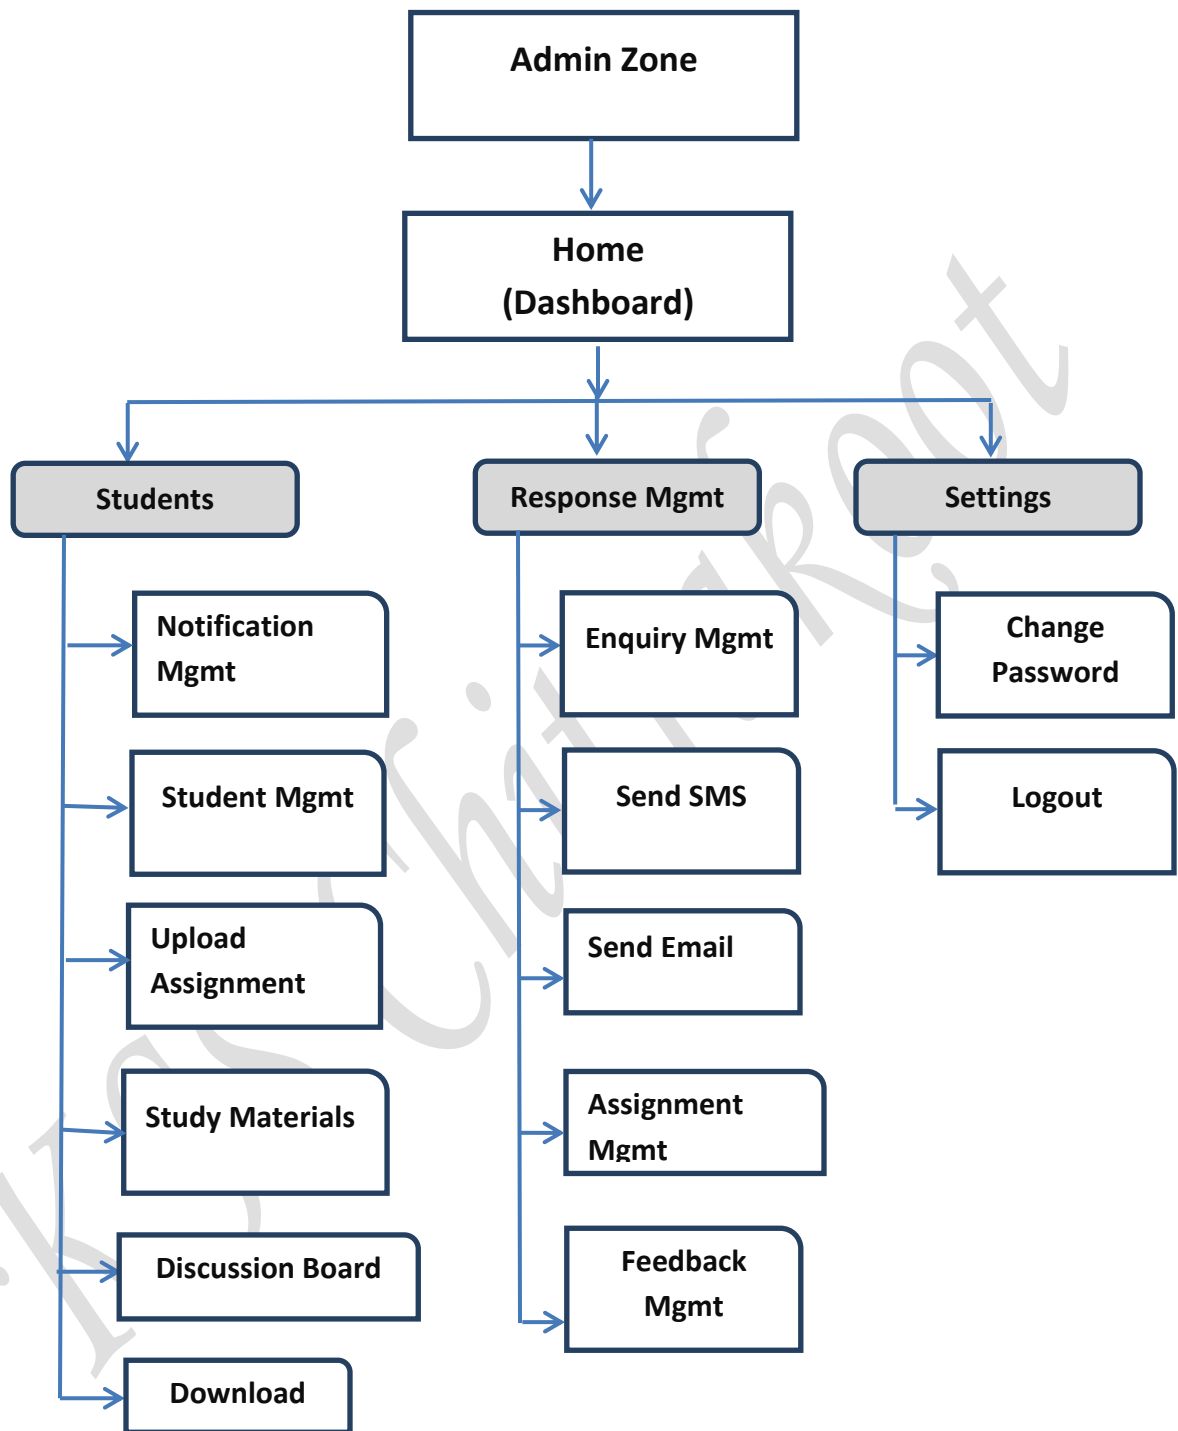 Admin Zone
Home
(Dashboard)
Students
Response Mgmt
Settings
Notification
Mgmt
Student Mgmt
Upload
Assignment
Study Materials
Discussion Board
Download
Enquiry Mgmt
Send SMS
Send Email
Assignment
Mgmt
Feedback
Mgmt
Change
Password
Logout